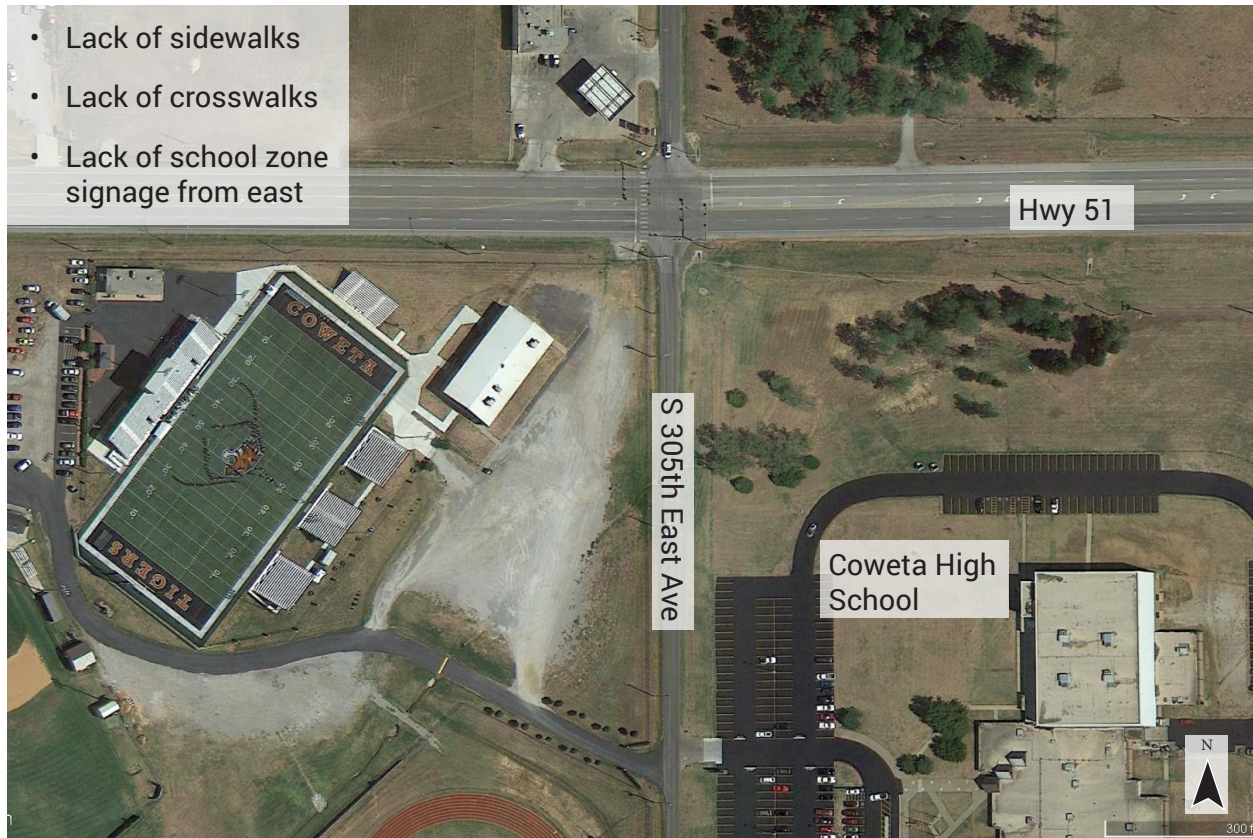 • Lack of sidewalks
• Lack of crosswalks
• Lack of school zone
signage from east
Hwy 51
COWETA
S 305th East Ave
TIGERS
Coweta High
School
N
300